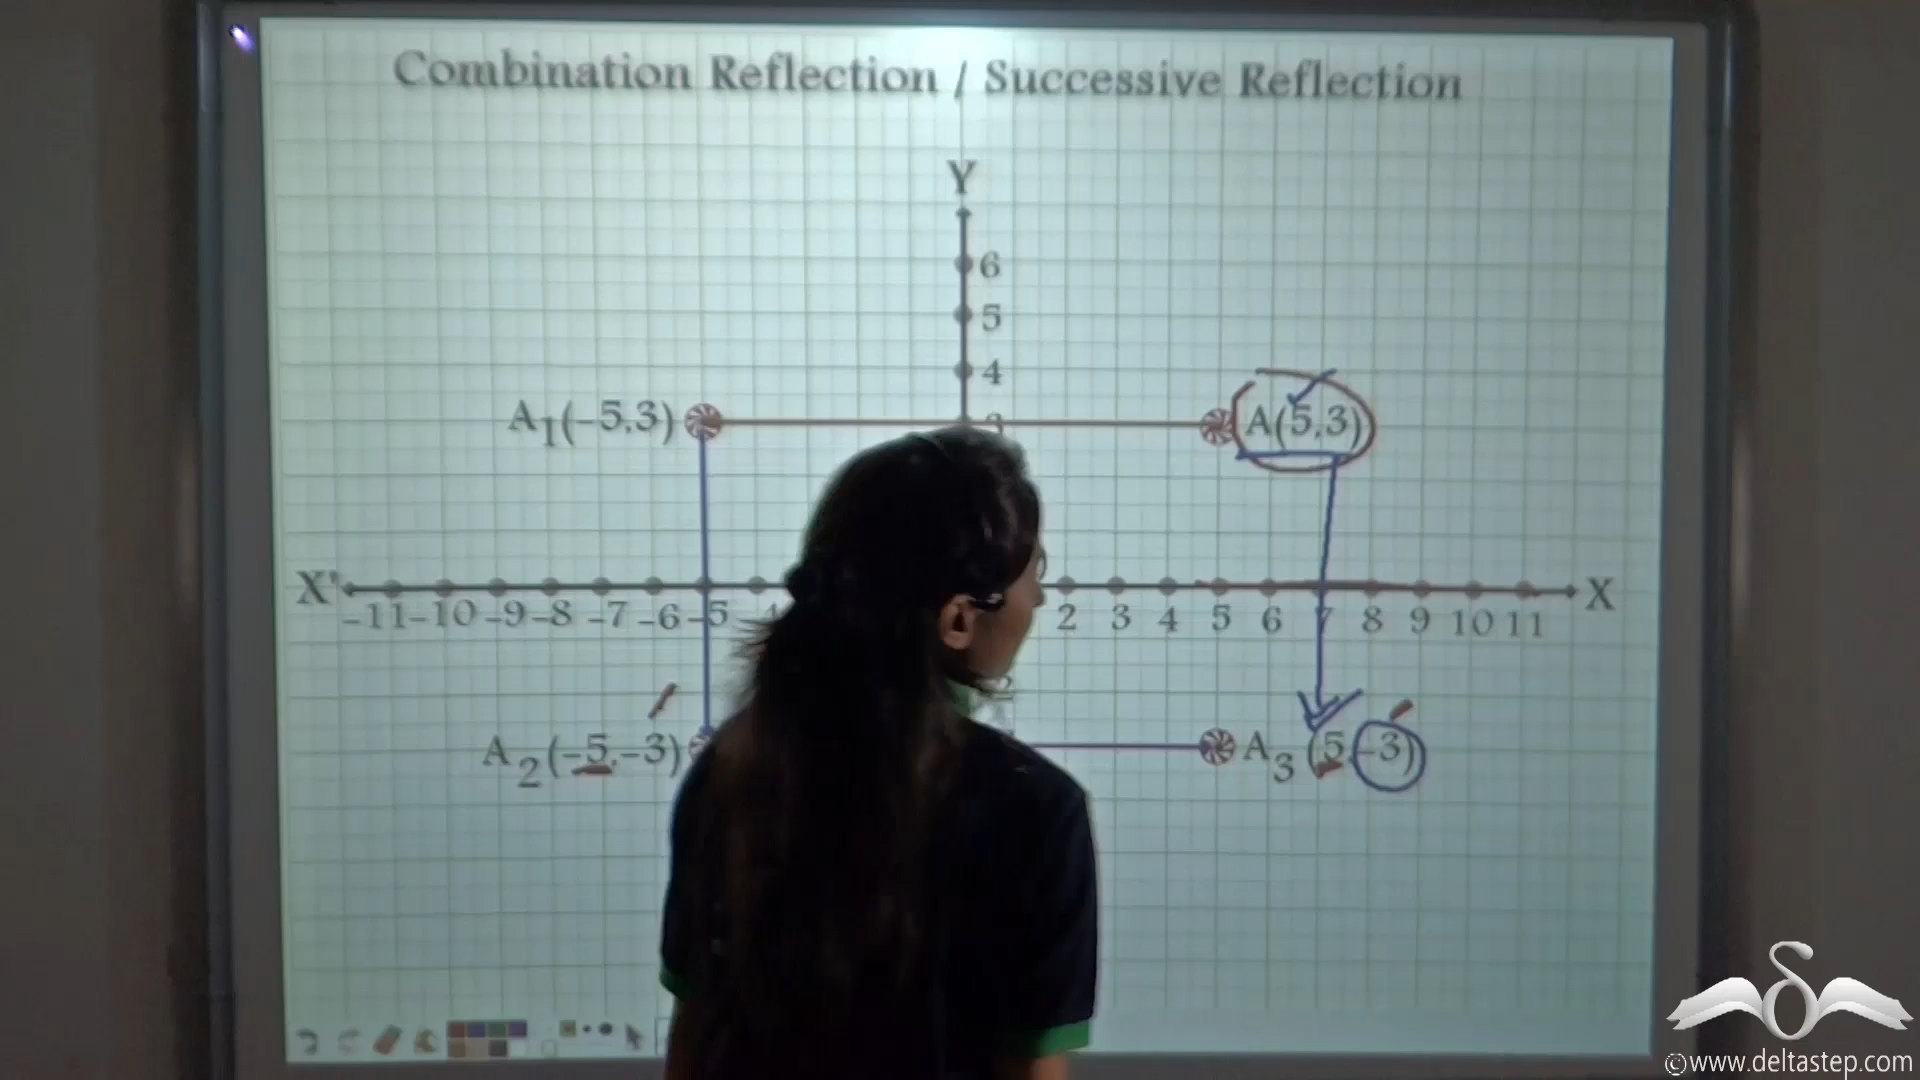 Combination Reflection / Successive Reflection
Y
6
5
4
A1(-5,3)
A(5,3)
X' X
-11 -10 -9 -8 -7 -6 -5 2 3 4 5 6 7 8 9 10 11
A2(-5,-3)
A3 (5,-3)
©www.deltastep.com